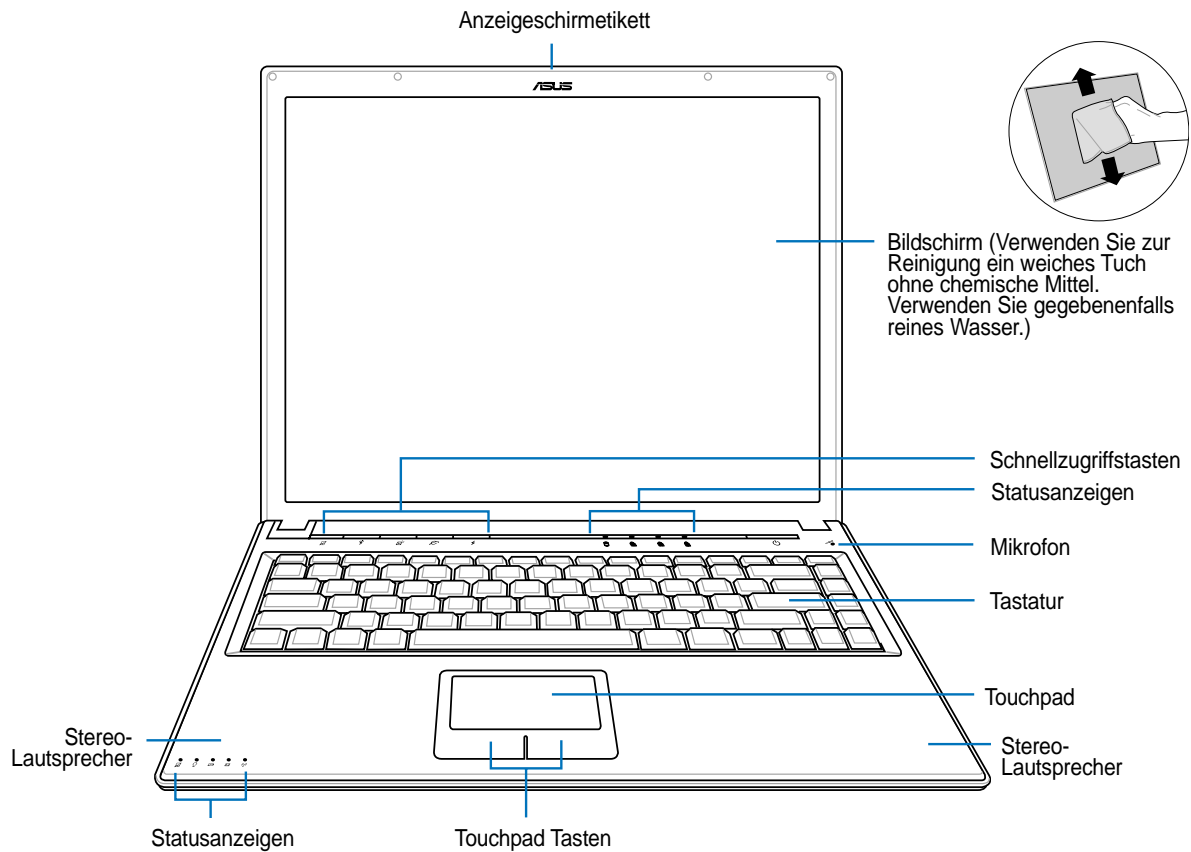 Anzeigeschirmetikett
ASUS
Bildschirm (Verwenden Sie zur
Reinigung ein weiches Tuch
ohne chemische Mittel.
Verwenden Sie gegebenenfalls
reines Wasser.)
Schnellzugriffstasten
Statusanzeigen
Mikrofon
Tastatur
Touchpad
Stereo-
Lautsprecher
Stereo-
Lautsprecher
Statusanzeigen
Touchpad Tasten